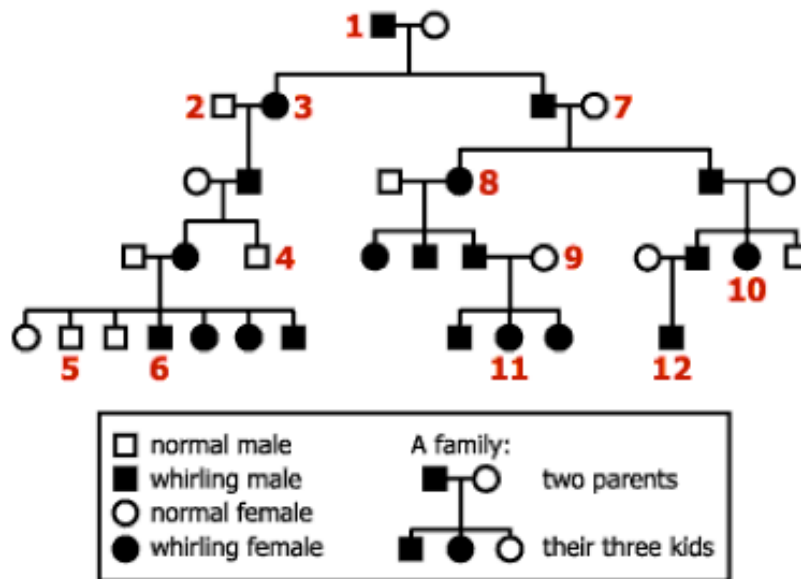 1
2 3 7
8
4 9
10
5 6 11 12
normal male A family:
whirling male two parents
normal female
whirling female their three kids